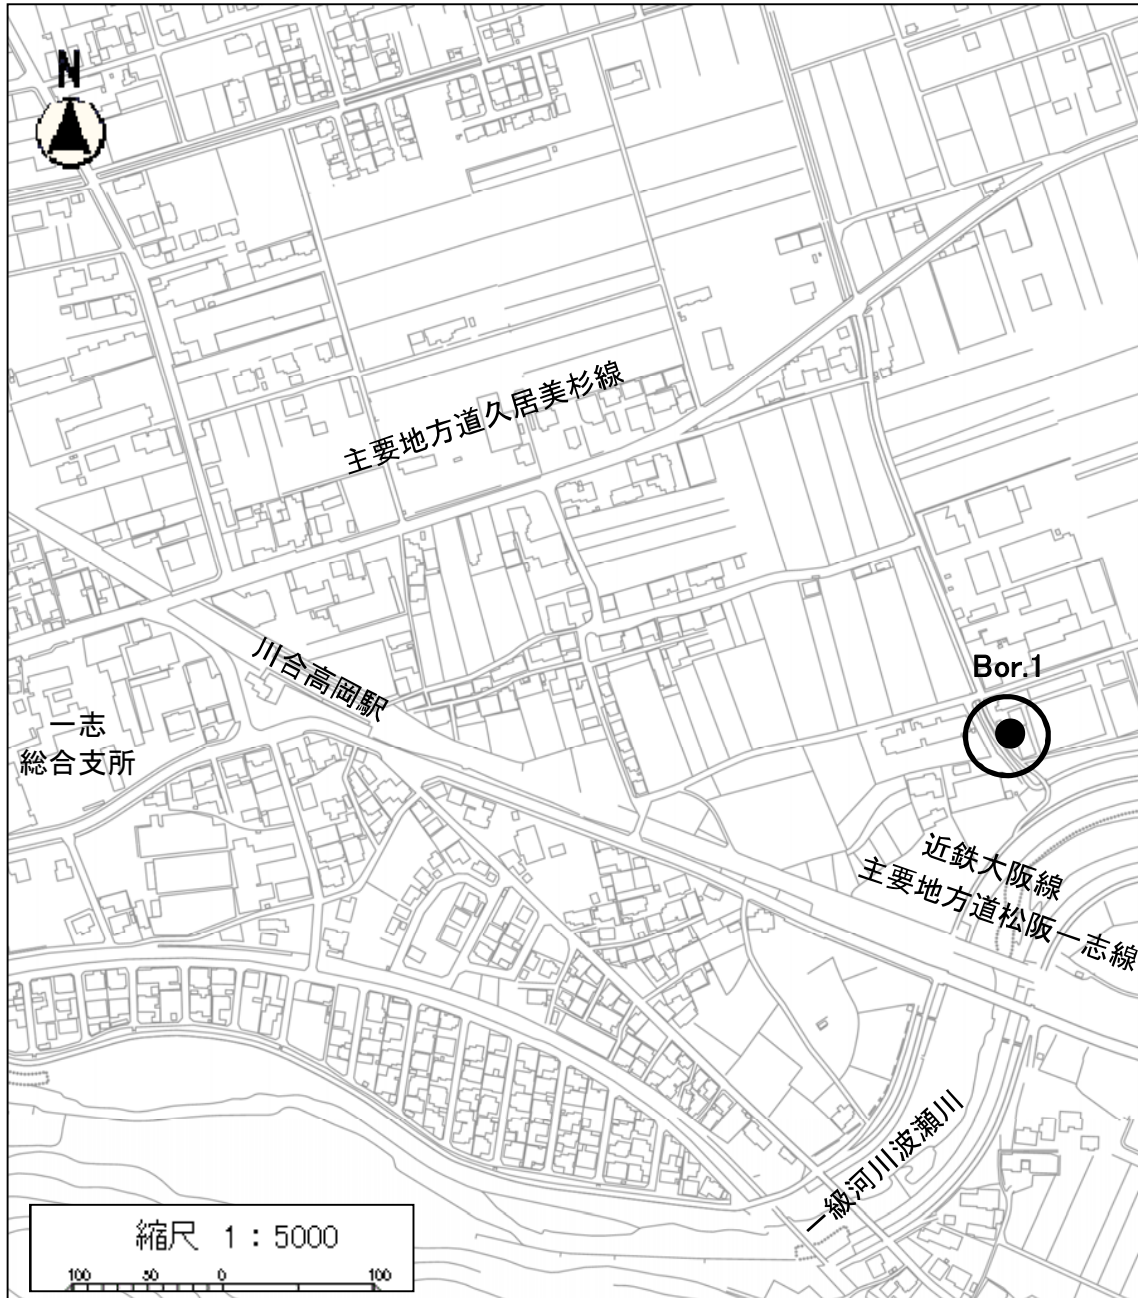 N
主要地方道久居美杉線
川合高岡駅
Bor.1
一志
総合支所
近鉄大阪線
主要地方道松阪一志線
一級河川波瀬川
縮尺 1:5000
100 50 0 100